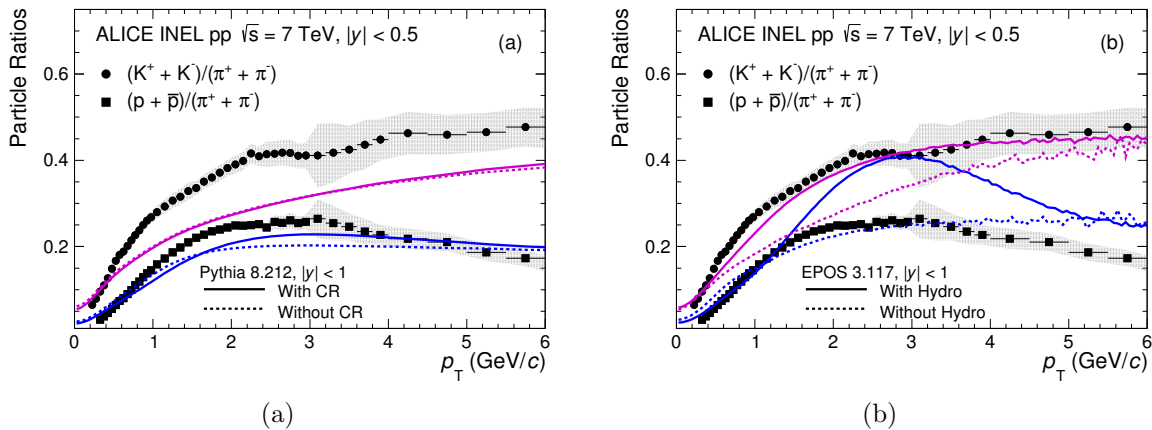 ALICE INEL pp √s = 7 TeV, |y| < 0.5
(a)
(K⁺ + K⁻)/(π⁺ + π⁻)
(p + p̅)/(π⁺ + π⁻)
Particle Ratios
0.6
0.4
0.2
Pythia 8.212, |y| < 1
With CR
Without CR
0 1 2 3 4 5 6
p_T (GeV/c)
(a)
ALICE INEL pp √s = 7 TeV, |y| < 0.5
(b)
(K⁺ + K⁻)/(π⁺ + π⁻)
(p + p̅)/(π⁺ + π⁻)
Particle Ratios
0.6
0.4
0.2
EPOS 3.117, |y| < 1
With Hydro
Without Hydro
0 1 2 3 4 5 6
p_T (GeV/c)
(b)